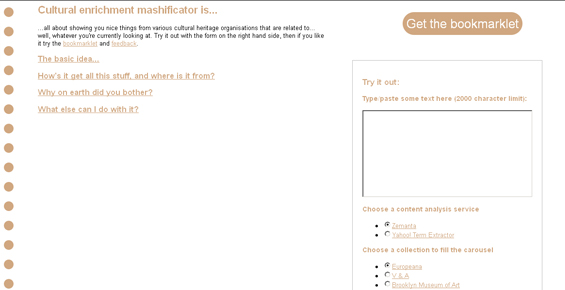 Cultural enrichment mashificator is...
...all about showing you nice things from various cultural heritage organisations that are related to...
well, whatever you're currently looking at. Try it out with the form on the right hand side, then if you like
it try the bookmarklet and feedback.
The basic idea...
How's it get all this stuff, and where is it from?
Why on earth did you bother?
What else can I do with it?
Get the bookmarklet
Try it out:
Type/paste some text here (2000 character limit):
Choose a content analysis service
Zemanta
Yahoo! Term Extractor
Choose a collection to fill the carousel
Europeana
V & A
Brooklyn Museum of Art